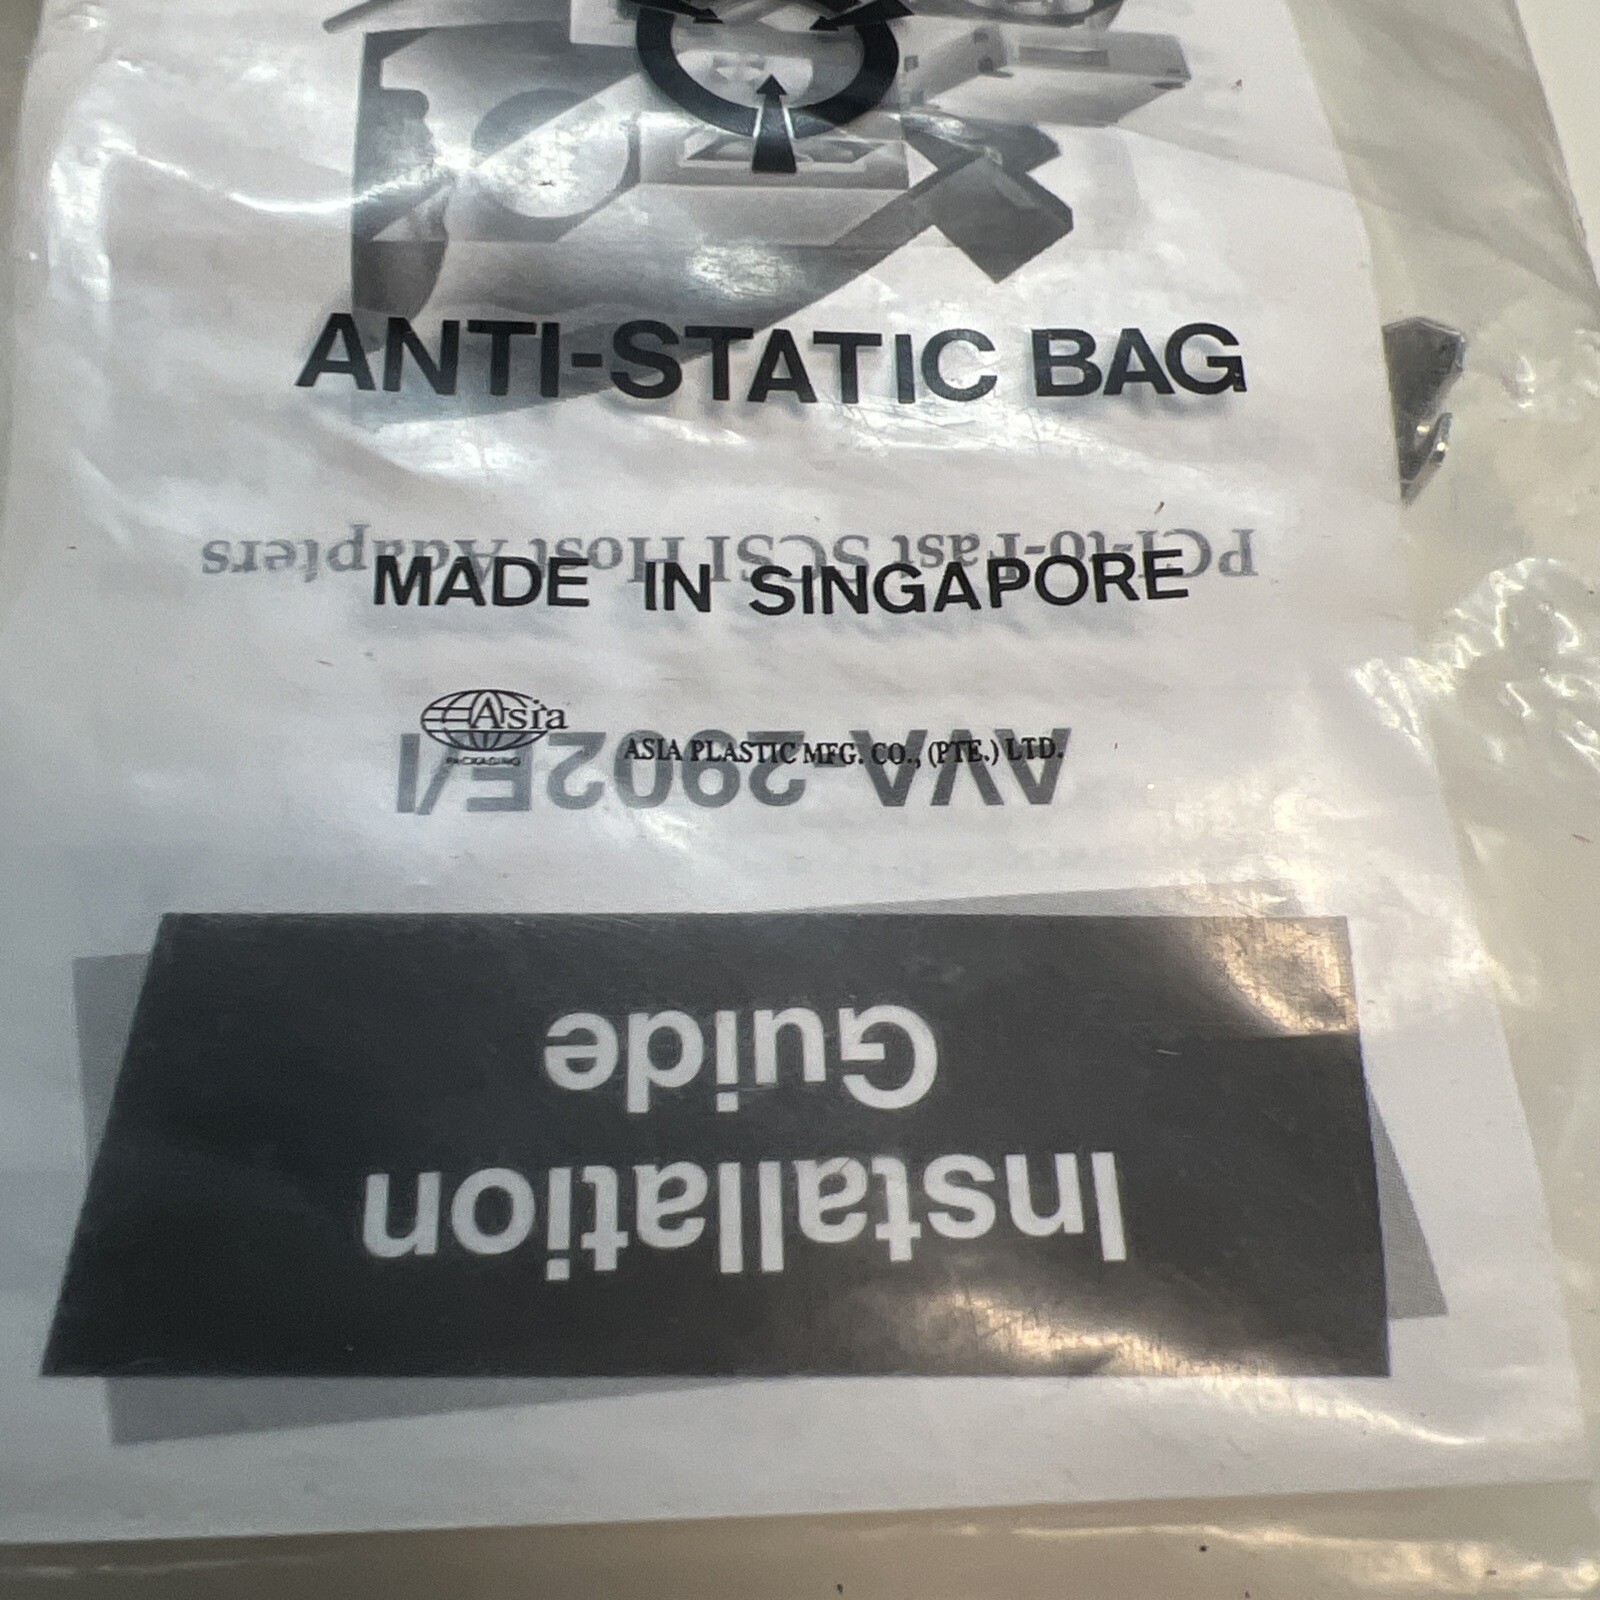 ANTI-STATIC BAG
MADE IN SINGAPORE
Asia
PACKAGING
ASIA PLASTIC MFG. CO., (PTE.) LTD.
Installation
Guide
AVA-2902E/I
PCI-to-Fast SCSI Host Adapters